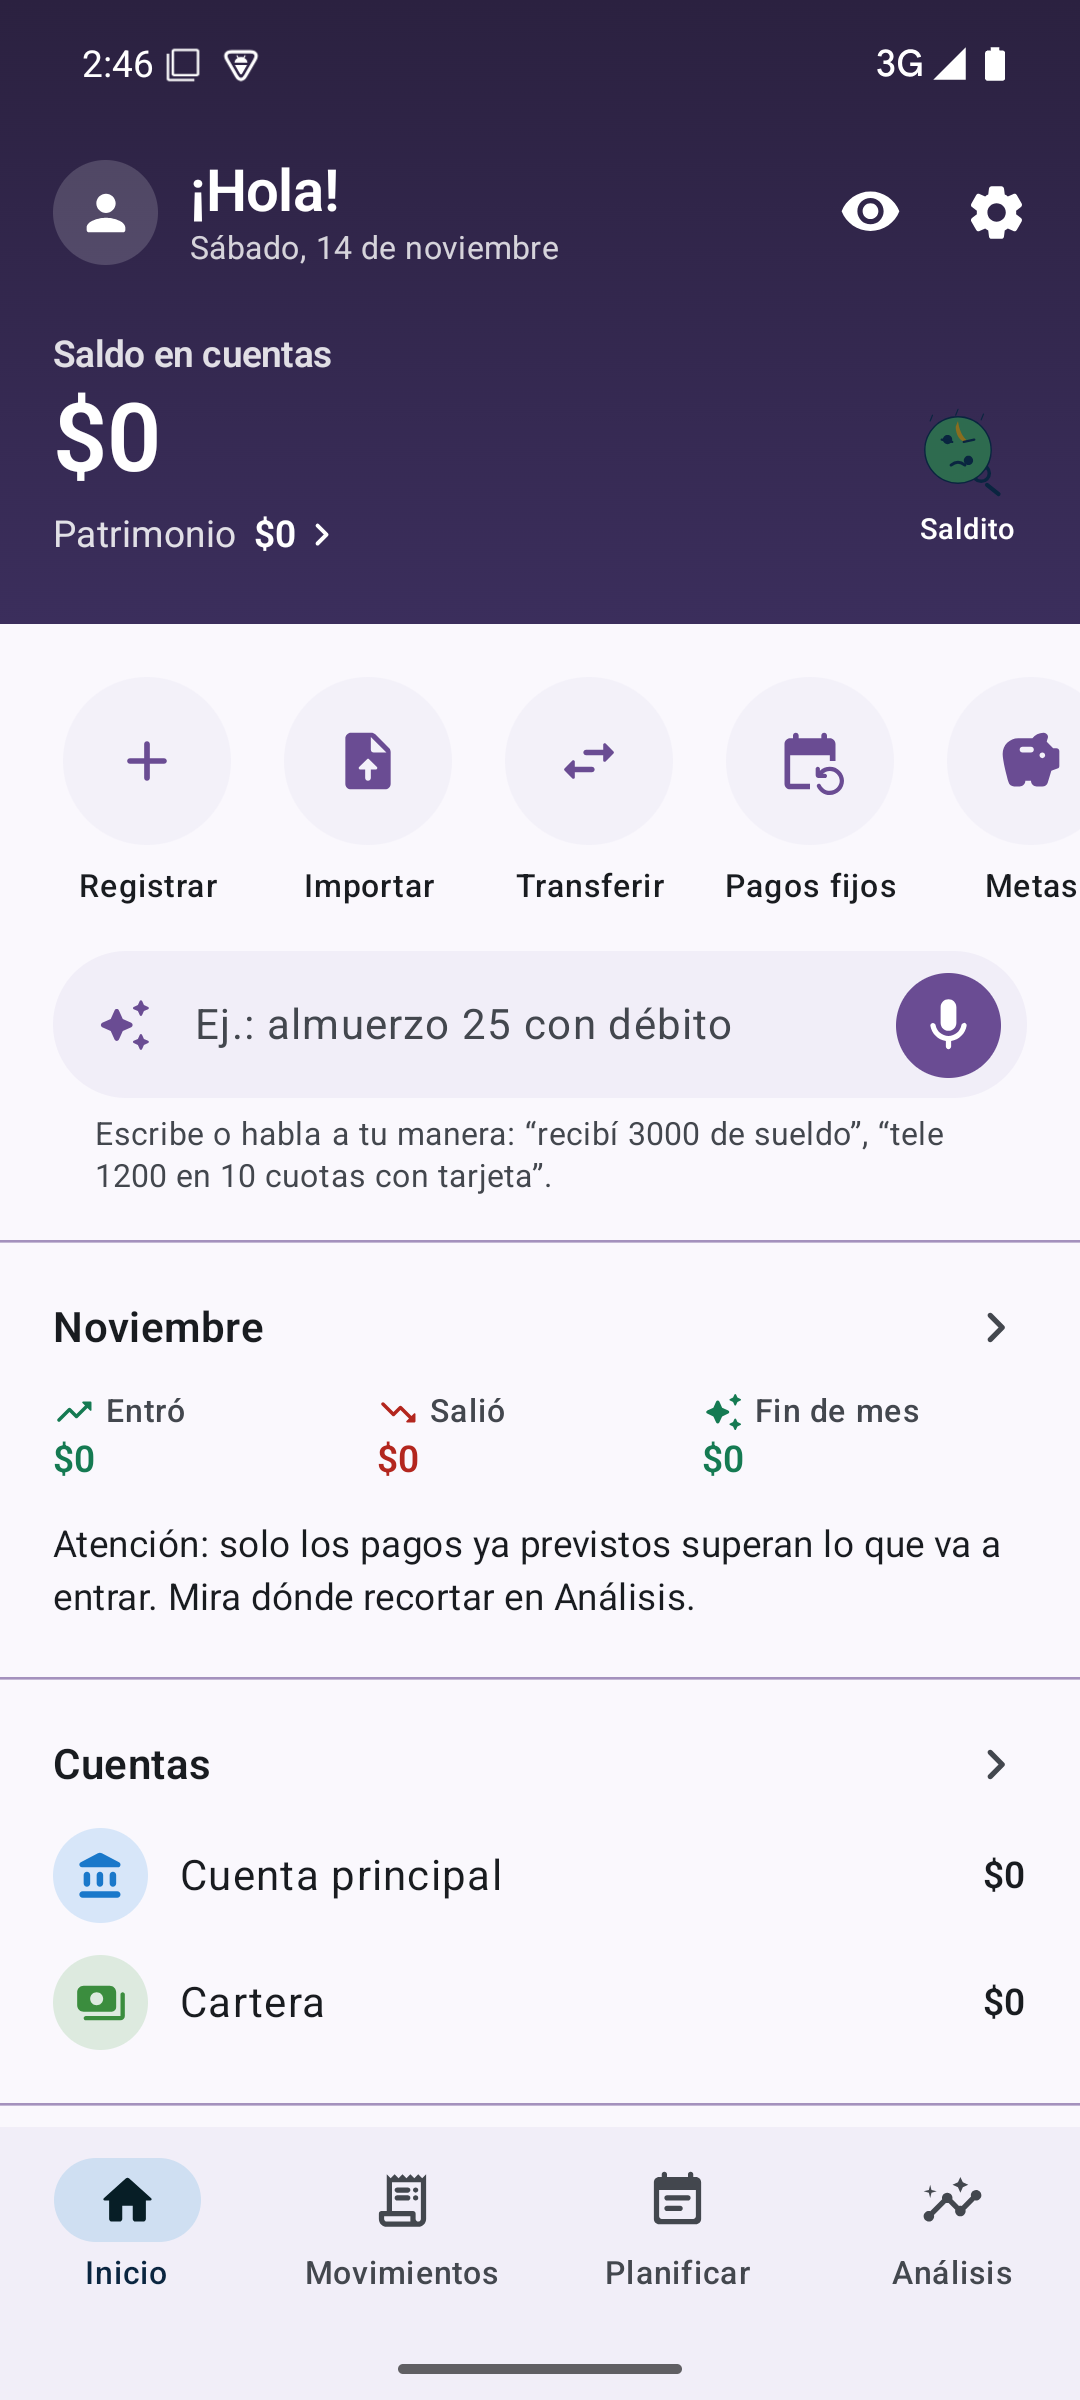 2:46
3G
¡Hola!
Sábado, 14 de noviembre
Saldo en cuentas
$0
Patrimonio $0
Saldito
Registrar
Importar
Transferir
Pagos fijos
Metas
Ej.: almuerzo 25 con débito
Escribe o habla a tu manera: “recibí 3000 de sueldo”, “tele
1200 en 10 cuotas con tarjeta”.
Noviembre
Entró
Salió
Fin de mes
$0
$0
$0
Atención: solo los pagos ya previstos superan lo que va a
entrar. Mira dónde recortar en Análisis.
Cuentas
Cuenta principal $0
Cartera $0
Inicio
Movimientos
Planificar
Análisis